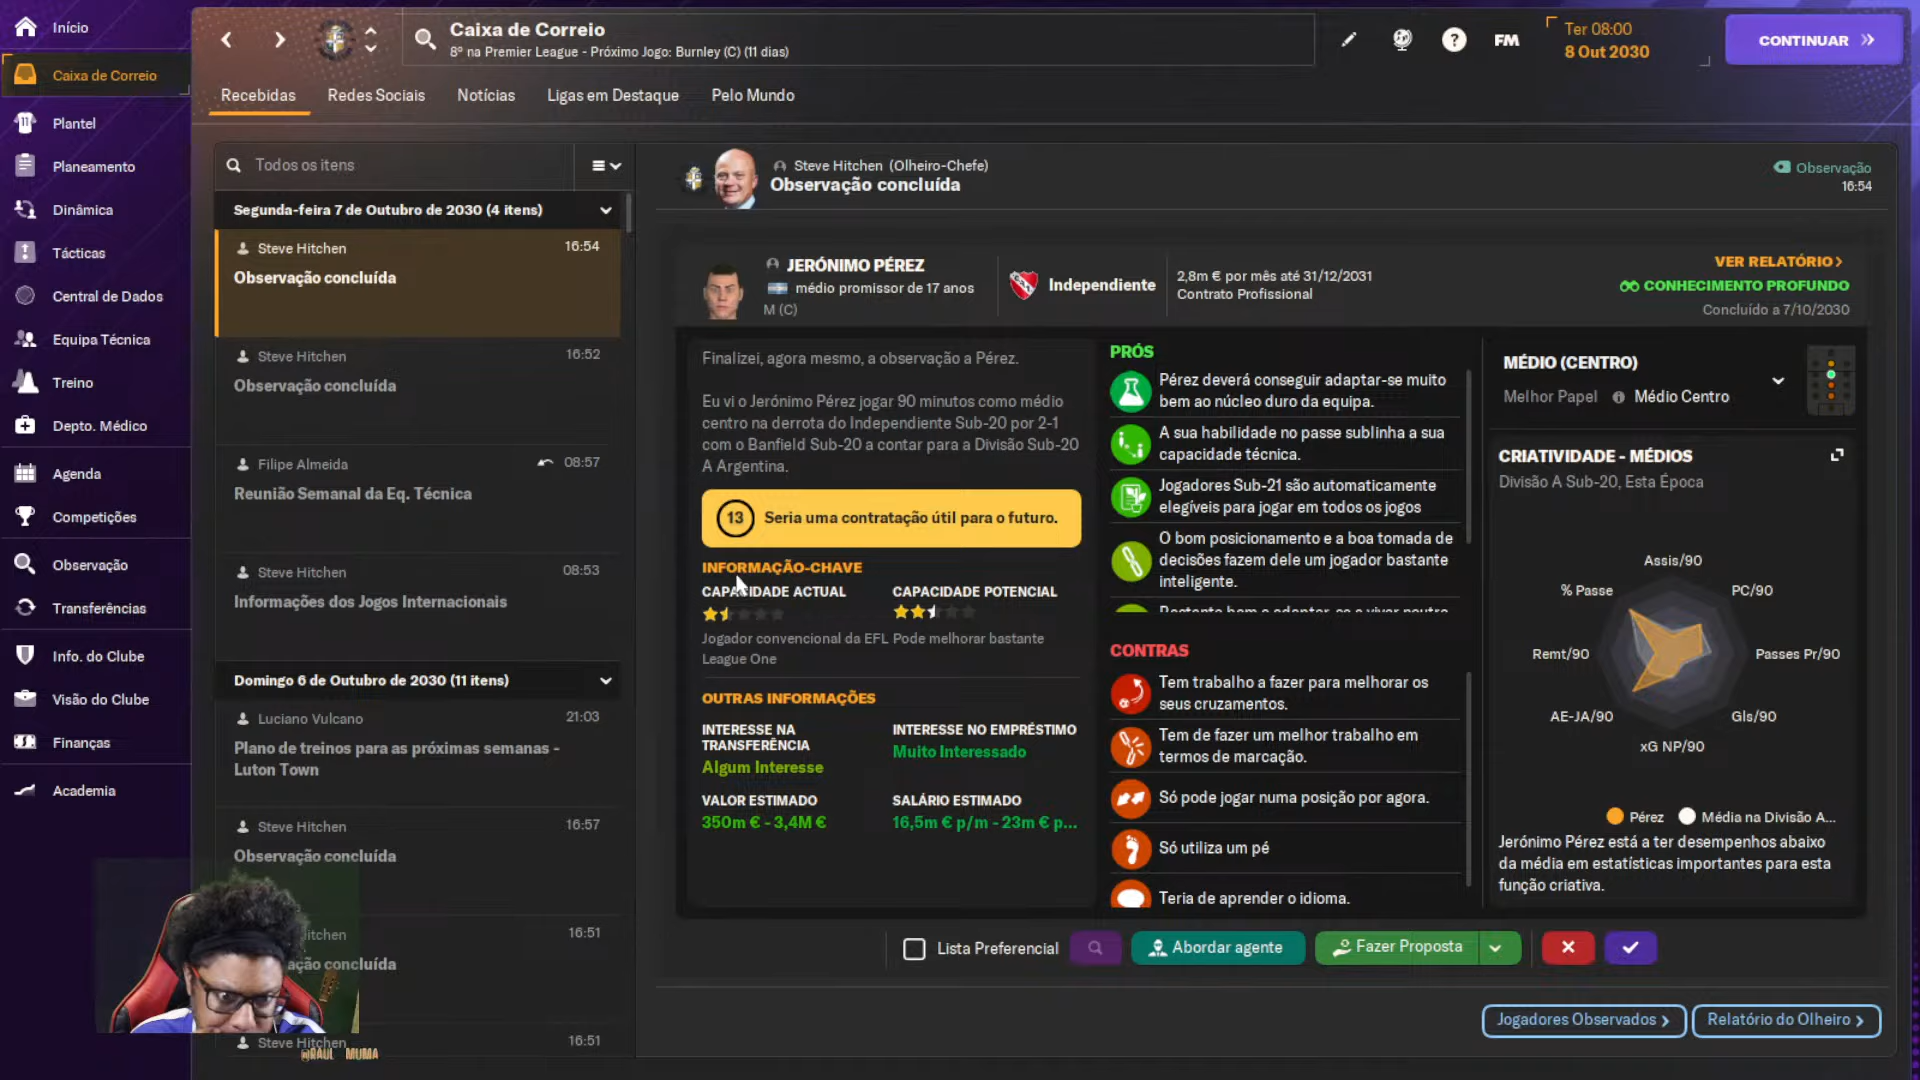 Início
Caixa de Correio
Plantel
Planeamento
Dinâmica
Tácticas
Central de Dados
Equipa Técnica
Treino
Depto. Médico
Agenda
Competições
Observação
Transferências
Info. do Clube
Visão do Clube
Finanças
Academia
Caixa de Correio
8º na Premier League - Próximo Jogo: Burnley (C) (11 dias)
FM
Ter 08:00
8 Out 2030
CONTINUAR
Recebidas
Redes Sociais
Notícias
Ligas em Destaque
Pelo Mundo
Todos os itens
Segunda-feira 7 de Outubro de 2030 (4 itens)
Steve Hitchen 16:54
Observação concluída
Steve Hitchen 16:52
Observação concluída
Filipe Almeida 08:57
Reunião Semanal da Eq. Técnica
Steve Hitchen 08:53
Informações dos Jogos Internacionais
Domingo 6 de Outubro de 2030 (11 itens)
Luciano Vulcano 21:03
Plano de treinos para as próximas semanas -
Luton Town
Steve Hitchen 16:57
Observação concluída
itchen 16:51
ação concluída
Steve Hitchen 16:51
@RAUL MUMA
Steve Hitchen (Olheiro-Chefe)
Observação concluída
Observação
16:54
JERÓNIMO PÉREZ
médio promissor de 17 anos
M (C)
Independiente
2,8m € por mês até 31/12/2031
Contrato Profissional
VER RELATÓRIO >
CONHECIMENTO PROFUNDO
Concluído a 7/10/2030
Finalizei, agora mesmo, a observação a Pérez.
Eu vi o Jerónimo Pérez jogar 90 minutos como médio
centro na derrota do Independiente Sub-20 por 2-1
com o Banfield Sub-20 a contar para a Divisão Sub-20
A Argentina.
13 Seria uma contratação útil para o futuro.
INFORMAÇÃO-CHAVE
CAPACIDADE ACTUAL
Jogador convencional da EFL
League One
CAPACIDADE POTENCIAL
Pode melhorar bastante
OUTRAS INFORMAÇÕES
INTERESSE NA
TRANSFERÊNCIA
Algum Interesse
INTERESSE NO EMPRÉSTIMO
Muito Interessado
VALOR ESTIMADO
350m € - 3,4M €
SALÁRIO ESTIMADO
16,5m € p/m - 23m € p...
PRÓS
Pérez deverá conseguir adaptar-se muito
bem ao núcleo duro da equipa.
A sua habilidade no passe sublinha a sua
capacidade técnica.
Jogadores Sub-21 são automaticamente
elegíveis para jogar em todos os jogos
O bom posicionamento e a boa tomada de
decisões fazem dele um jogador bastante
inteligente.
CONTRAS
Tem trabalho a fazer para melhorar os
seus cruzamentos.
Tem de fazer um melhor trabalho em
termos de marcação.
Só pode jogar numa posição por agora.
Só utiliza um pé
Teria de aprender o idioma.
MÉDIO (CENTRO)
Melhor Papel Médio Centro
CRIATIVIDADE - MÉDIOS
Divisão A Sub-20, Esta Época
Assis/90
% Passe
PC/90
Remt/90
Passes Pr/90
AE-JA/90
Gls/90
xG NP/90
Pérez
Média na Divisão A...
Jerónimo Pérez está a ter desempenhos abaixo
da média em estatísticas importantes para esta
função criativa.
Lista Preferencial
Abordar agente
Fazer Proposta
Jogadores Observados >
Relatório do Olheiro >